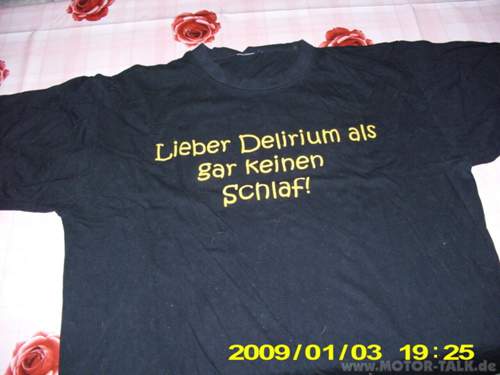 Lieber Delirium als
gar keinen
Schlaf!
2009/01/03 19:25
www.MOTOR-TALK.de